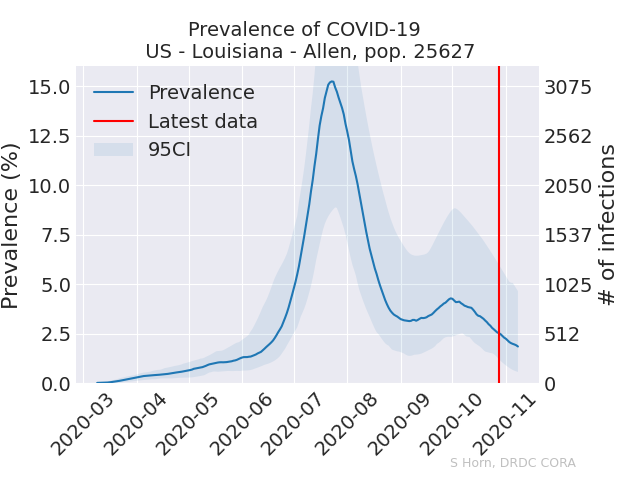 Prevalence of COVID-19
US - Louisiana - Allen, pop. 25627
Prevalence
Latest data
95CI
Prevalence (%)
15.0
12.5
10.0
7.5
5.0
2.5
0.0
3075
2562
2050
1537
1025
512
0
# of infections
2020-03
2020-04
2020-05
2020-06
2020-07
2020-08
2020-09
2020-10
2020-11
S Horn, DRDC CORA